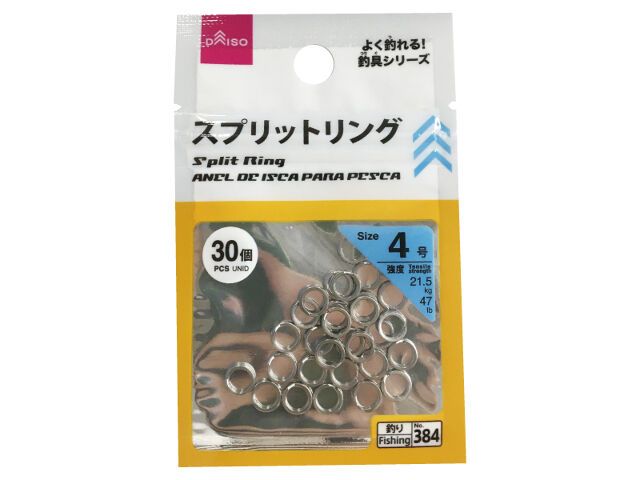 DAISO
よく釣れる!
釣具シリーズ
スプリットリング
Split Ring
ANEL DE ISCA PARA PESCA
30個
PCS UNID
Size 4号
強度 Tensile strength
21.5
kg
47
lb
釣り
Fishing
No.
384